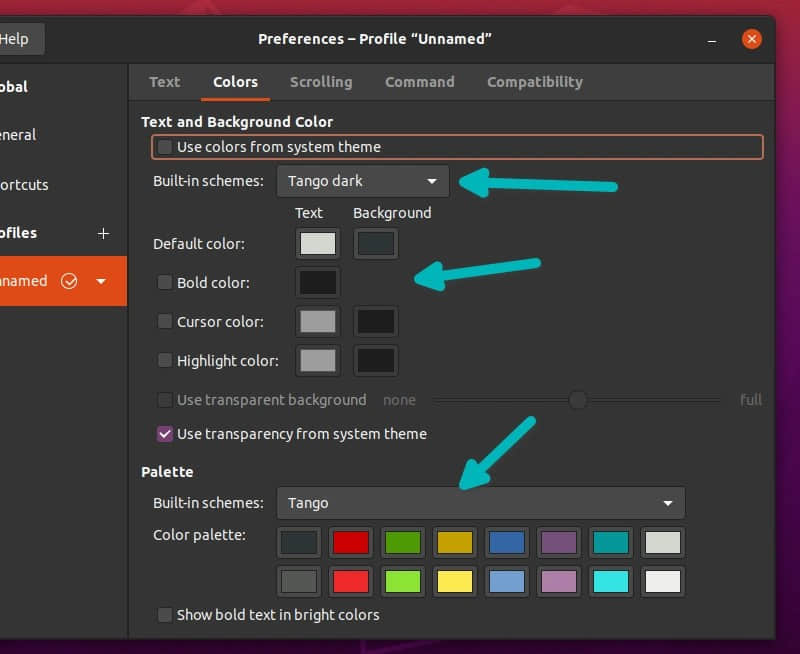 Help
Preferences – Profile “Unnamed”
obal
Text Colors Scrolling Command Compatibility
Text and Background Color
eneral
Use colors from system theme
ortcuts
Built-in schemes: Tango dark
Text Background
ofiles
Default color:
nnamed
Bold color:
Cursor color:
Highlight color:
Use transparent background none full
Use transparency from system theme
Palette
Built-in schemes: Tango
Color palette:
Show bold text in bright colors